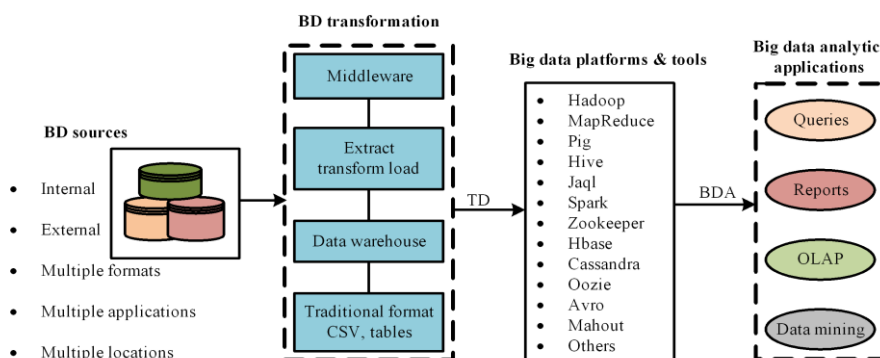 BD sources
• Internal
• External
• Multiple formats
• Multiple applications
• Multiple locations
BD transformation
Middleware
Extract
transform load
Data warehouse
Traditional format
CSV, tables
TD
Big data platforms & tools
• Hadoop
• MapReduce
• Pig
• Hive
• Jaql
• Spark
• Zookeeper
• Hbase
• Cassandra
• Oozie
• Avro
• Mahout
• Others
BDA
Big data analytic
applications
Queries
Reports
OLAP
Data mining